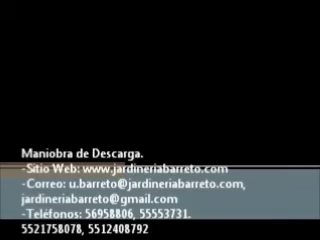 Maniobra de Descarga.
-Sitio Web: www.jardineriabarreto.com
-Correo: u.barreto@jardineriabarreto.com,
jardineriabarreto@gmail.com
-Teléfonos: 56958806, 55553731.
5521758078, 5512408792